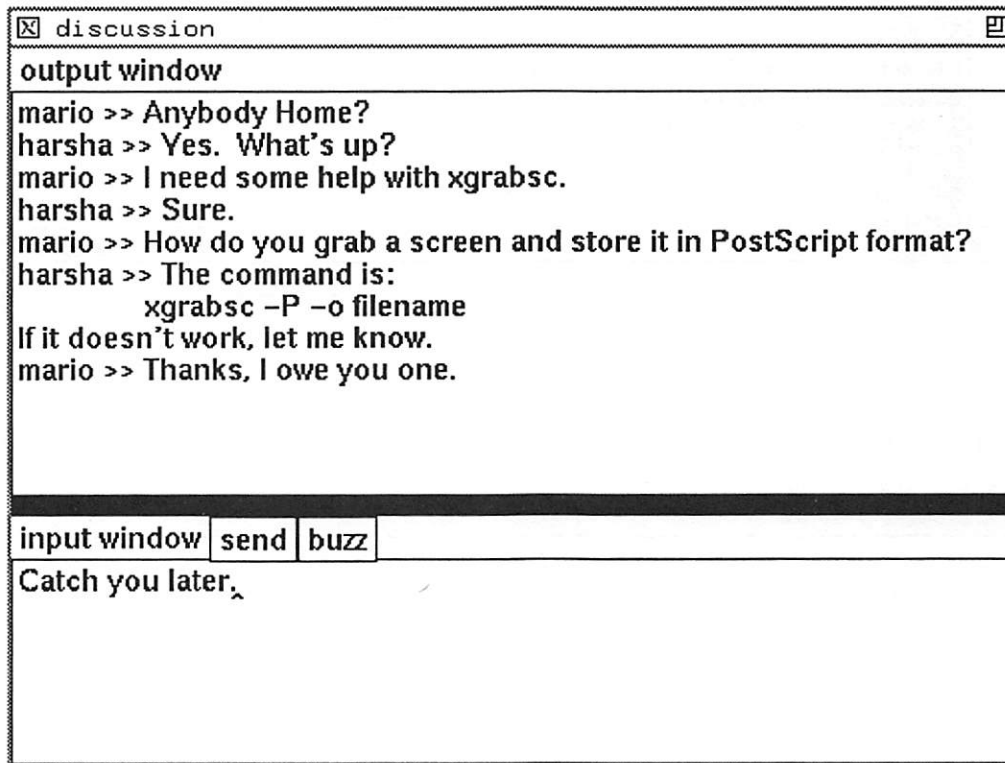 discussion
output window
mario >> Anybody Home?
harsha >> Yes.  What's up?
mario >> I need some help with xgrabsc.
harsha >> Sure.
mario >> How do you grab a screen and store it in PostScript format?
harsha >> The command is:
xgrabsc –P –o filename
If it doesn't work, let me know.
mario >> Thanks, I owe you one.
input window send buzz
Catch you later.